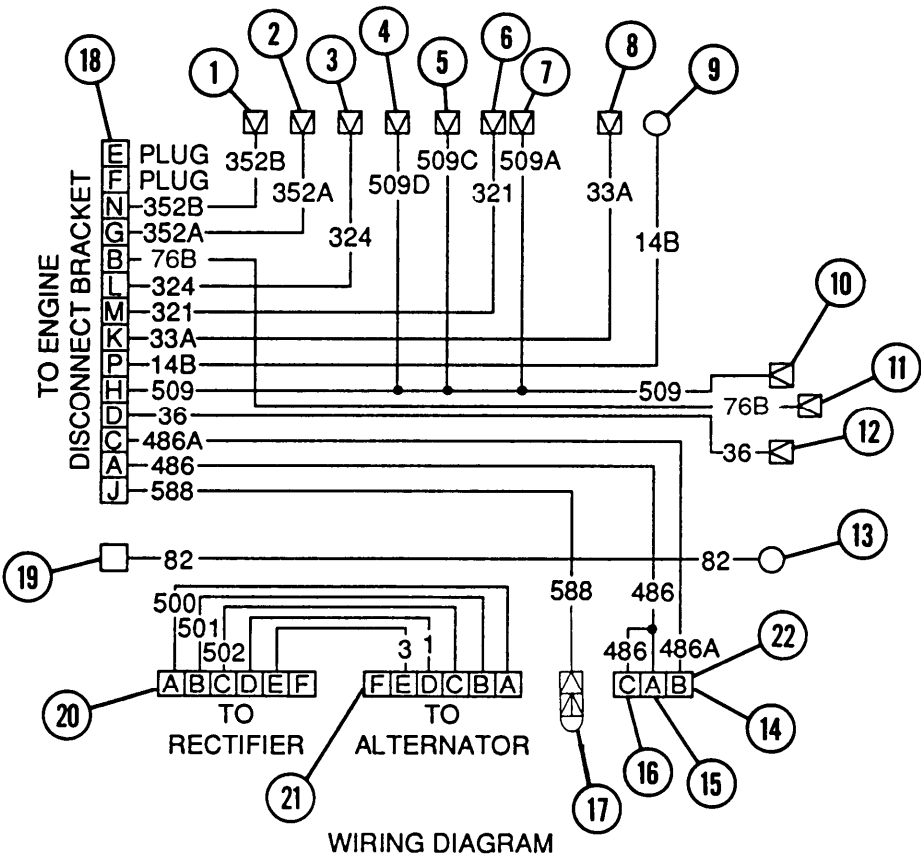 1
2
3
4
5
6
7
8
9
18
E PLUG
F PLUG
N 352B
G 352A
B 76B
L 324
M 321
K 33A
P 14B
H 509
D 36
C 486A
A 486
J 588
TO ENGINE
DISCONNECT BRACKET
352B
352A
324
509D
509C
321
509A
33A
14B
509
10
76B
11
36
12
19
82
82
13
500
501
502
3
1
588
486
486
486A
22
A B C D E F
20
TO
RECTIFIER
F E D C B A
21
TO
ALTERNATOR
17
C A B
14
16
15
WIRING DIAGRAM